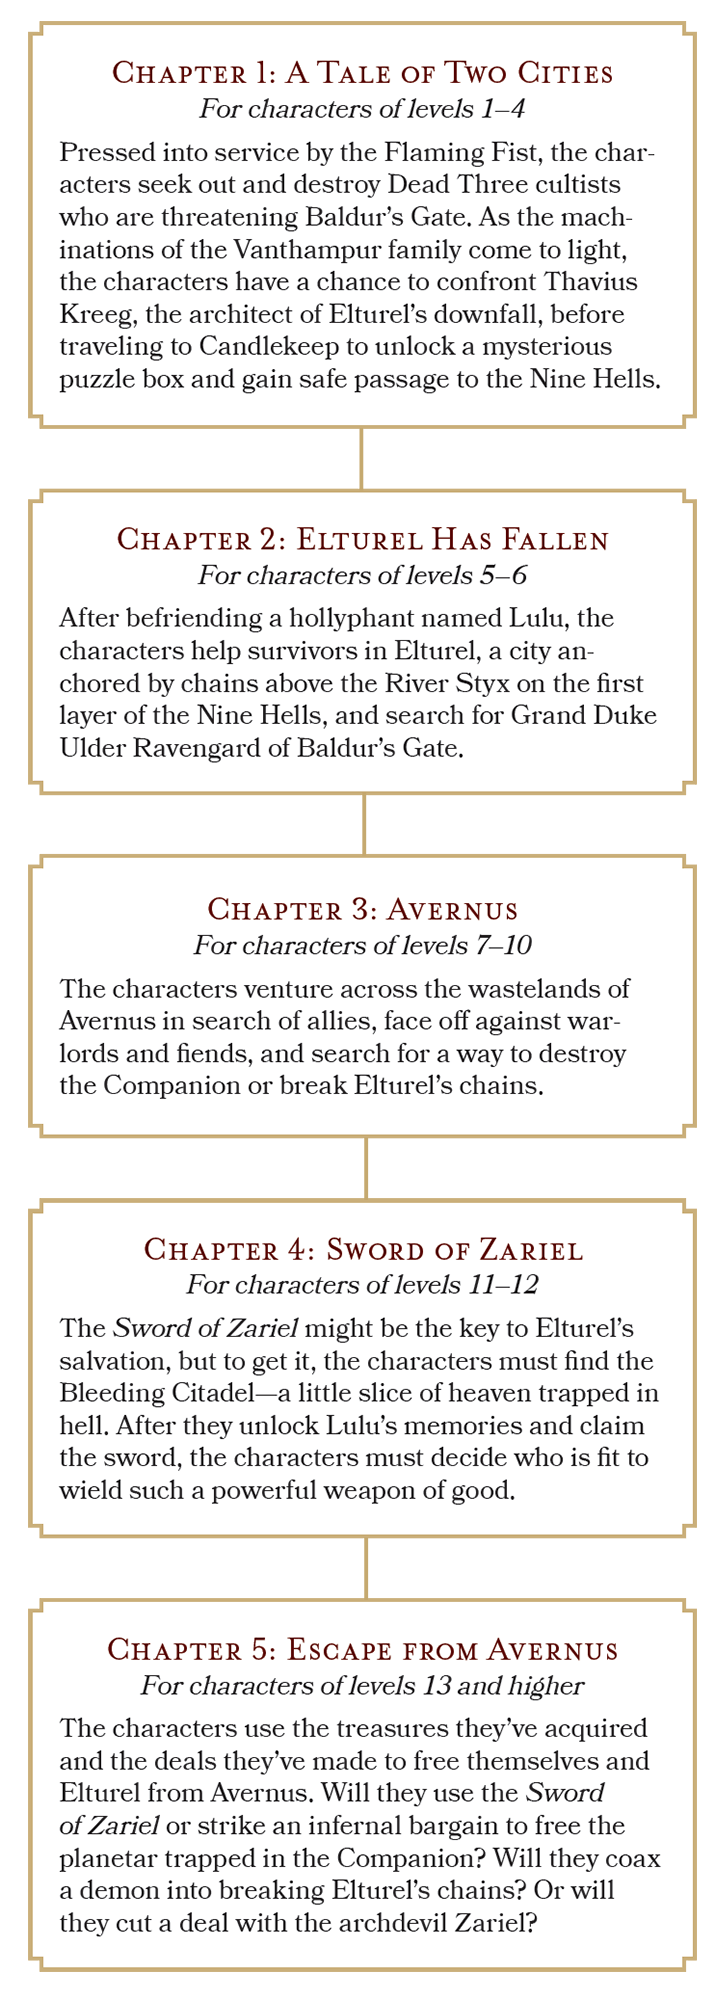 Chapter 1: A Tale of Two Cities
For characters of levels 1–4
Pressed into service by the Flaming Fist, the char-
acters seek out and destroy Dead Three cultists
who are threatening Baldur's Gate. As the mach-
inations of the Vanthampur family come to light,
the characters have a chance to confront Thavius
Kreeg, the architect of Elturel's downfall, before
traveling to Candlekeep to unlock a mysterious
puzzle box and gain safe passage to the Nine Hells.
Chapter 2: Elturel Has Fallen
For characters of levels 5–6
After befriending a hollyphant named Lulu, the
characters help survivors in Elturel, a city an-
chored by chains above the River Styx on the first
layer of the Nine Hells, and search for Grand Duke
Ulder Ravengard of Baldur's Gate.
Chapter 3: Avernus
For characters of levels 7–10
The characters venture across the wastelands of
Avernus in search of allies, face off against war-
lords and fiends, and search for a way to destroy
the Companion or break Elturel's chains.
Chapter 4: Sword of Zariel
For characters of levels 11–12
The Sword of Zariel might be the key to Elturel's
salvation, but to get it, the characters must find the
Bleeding Citadel—a little slice of heaven trapped in
hell. After they unlock Lulu's memories and claim
the sword, the characters must decide who is fit to
wield such a powerful weapon of good.
Chapter 5: Escape from Avernus
For characters of levels 13 and higher
The characters use the treasures they've acquired
and the deals they've made to free themselves and
Elturel from Avernus. Will they use the Sword
of Zariel or strike an infernal bargain to free the
planetar trapped in the Companion? Will they coax
a demon into breaking Elturel's chains? Or will
they cut a deal with the archdevil Zariel?